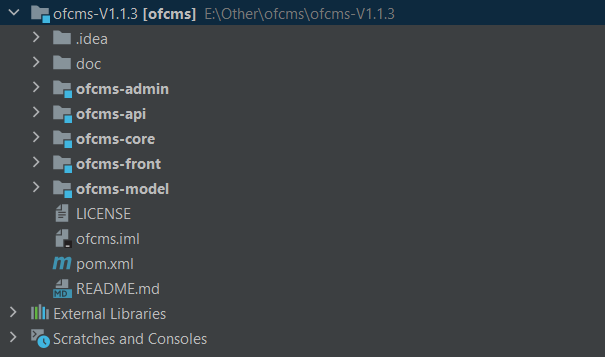 ofcms-V1.1.3 [ofcms] E:\Other\ofcms\ofcms-V1.1.3
.idea
doc
ofcms-admin
ofcms-api
ofcms-core
ofcms-front
ofcms-model
LICENSE
ofcms.iml
m pom.xml
MD README.md
External Libraries
Scratches and Consoles